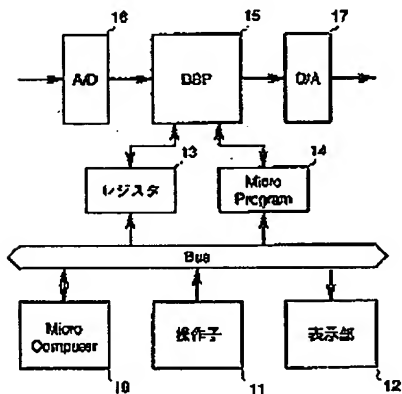 16
15
17
A/D
DSP
D/A
13
14
レジスタ
Micro
Program
Bus
Micro
Computer
操作子
表示部
10
11
12